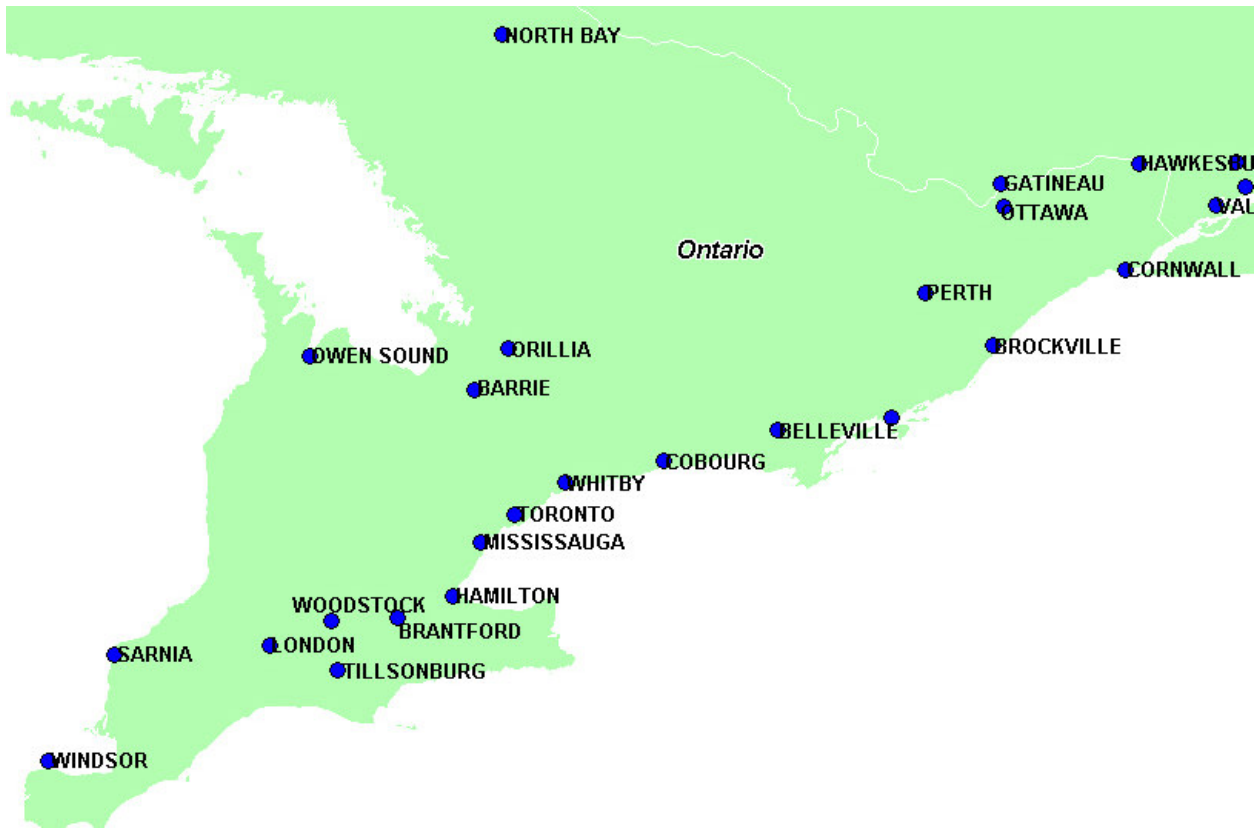 NORTH BAY
HAWKESBU
GATINEAU
OTTAWA
VAL
Ontario
CORNWALL
PERTH
BROCKVILLE
ORILLIA
OWEN SOUND
BARRIE
BELLEVILLE
COBOURG
WHITBY
TORONTO
MISSISSAUGA
HAMILTON
WOODSTOCK
BRANTFORD
LONDON
SARNIA
TILLSONBURG
WINDSOR